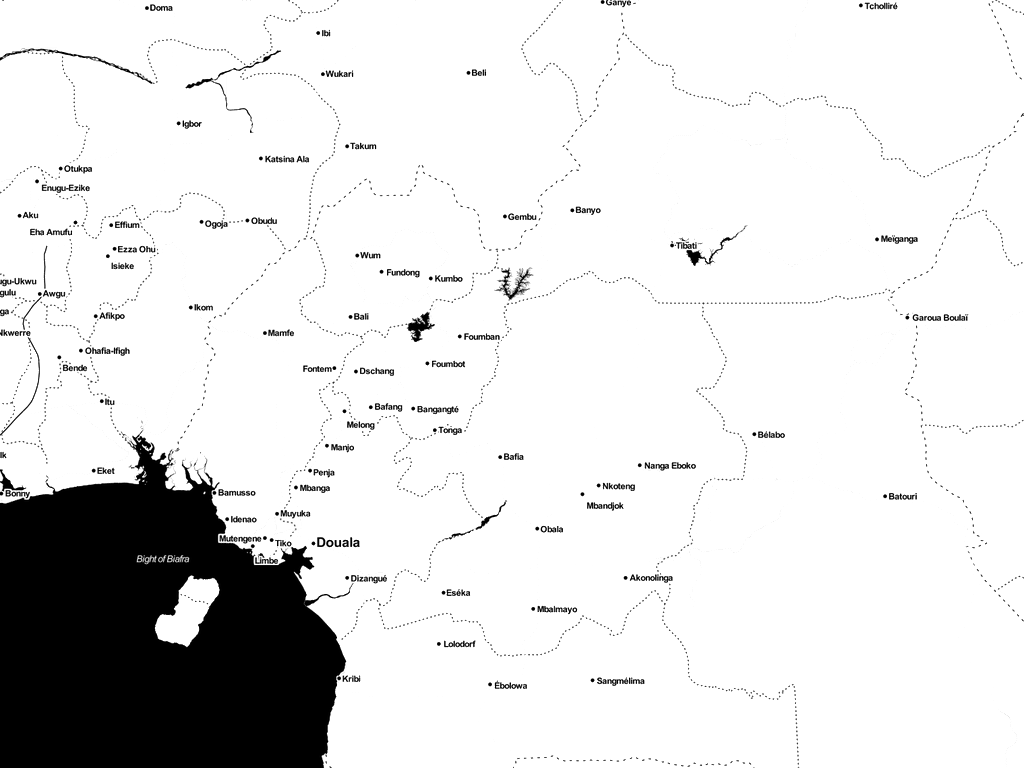 Doma
Ganye
Tcholliré
Ibi
Wukari
Beli
Igbor
Takum
Katsina Ala
Otukpa
Enugu-Ezike
Aku
Effium
Ogoja
Obudu
Gembu
Banyo
Eha Amufu
Meïganga
Ezza Ohu
Tibati
Wum
Isieke
Fundong
Kumbo
ugu-Ukwu
gulu
Awgu
Ikom
ga
Afikpo
Bali
Garoua Boulaï
Nkwerre
Mamfe
Foumban
Ohafia-Ifigh
Bende
Fontem
Dschang
Foumbot
Itu
Bafang
Bangangté
Melong
Tonga
Bélabo
Manjo
lk
Bafia
Nanga Eboko
Eket
Penja
Mbanga
Nkoteng
Bonny
Bamusso
Mbandjok
Batouri
Idenao
Muyuka
Obala
Mutengene
Tiko
Douala
Bight of Biafra
Limbe
Dizangué
Akonolinga
Eséka
Mbalmayo
Lolodorf
Kribi
Ébolowa
Sangmélima